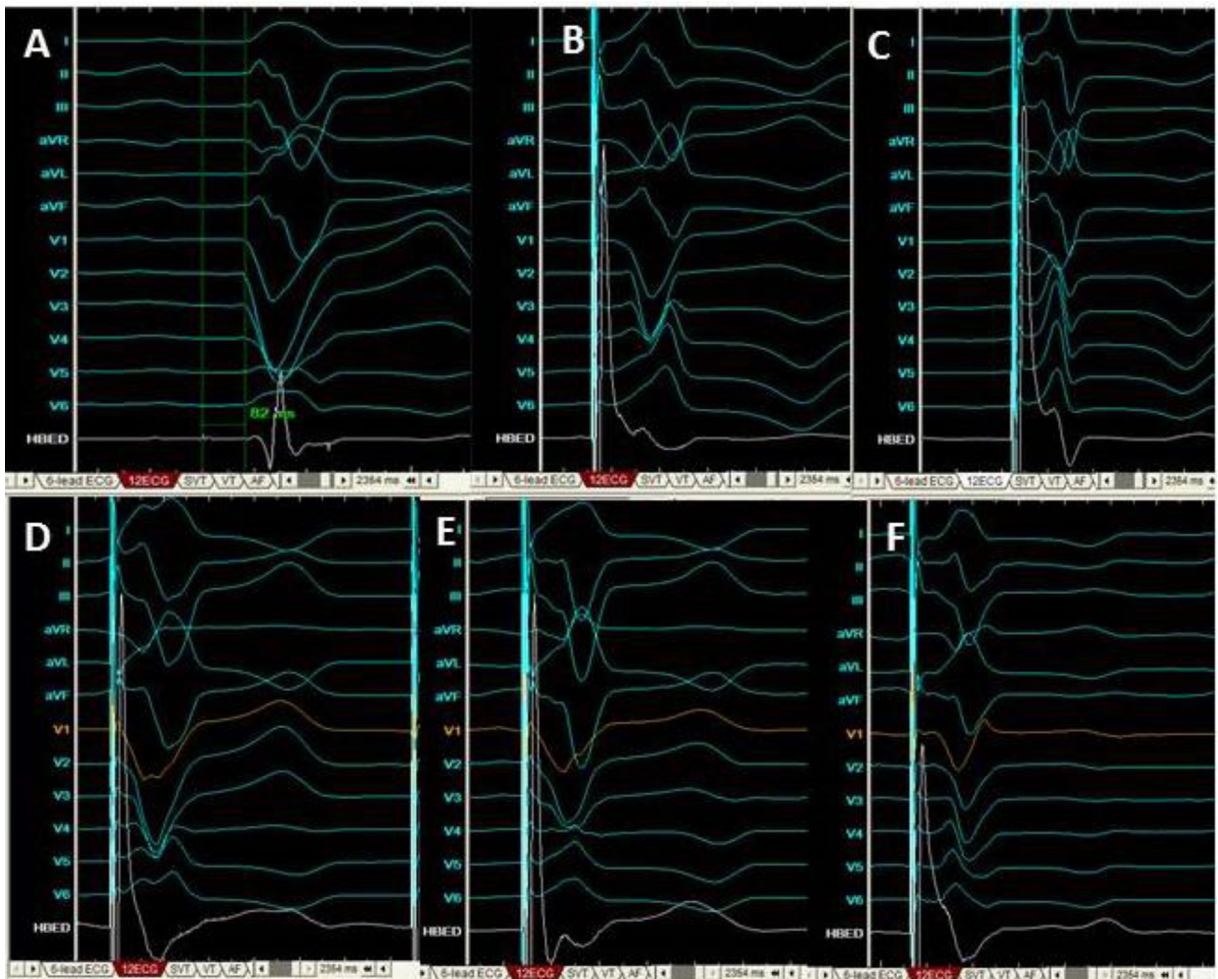 A
I
II
III
aVR
aVL
aVF
V1
V2
V3
V4
V5
V6
82 ms
HBED
6-lead ECG 12ECG SVT VT AF 2364 ms
B
I
II
III
aVR
aVL
aVF
V1
V2
V3
V4
V5
V6
HBED
6-lead ECG 12ECG SVT VT AF 2364 ms
C
I
II
III
aVR
aVL
aVF
V1
V2
V3
V4
V5
V6
HBED
6-lead ECG 12ECG SVT VT AF 2364 ms
D
I
II
III
aVR
aVL
aVF
V1
V2
V3
V4
V5
V6
HBED
6-lead ECG 12ECG SVT VT AF 2364 ms
E
I
II
III
aVR
aVL
aVF
V1
V2
V3
V4
V5
V6
HBED
6-lead ECG 12ECG SVT VT AF 2364 ms
F
I
II
III
aVR
aVL
aVF
V1
V2
V3
V4
V5
V6
HBED
6-lead ECG 12ECG SVT VT AF 2364 ms